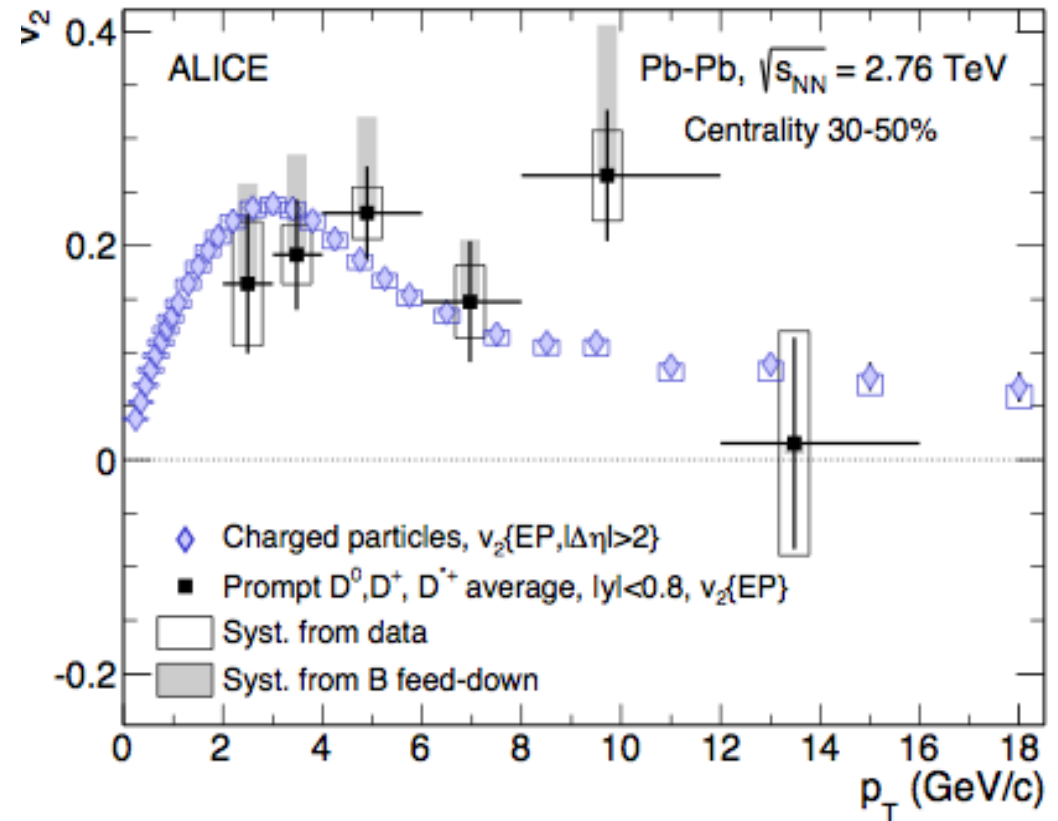 v₂
0.4
ALICE
Pb-Pb, √s_NN = 2.76 TeV
Centrality 30-50%
0.2
0
Charged particles, v₂{EP,|Δη|>2}
Prompt D⁰,D⁺, D*⁺ average, |y|<0.8, v₂{EP}
Syst. from data
Syst. from B feed-down
-0.2
0 2 4 6 8 10 12 14 16 18
p_T (GeV/c)